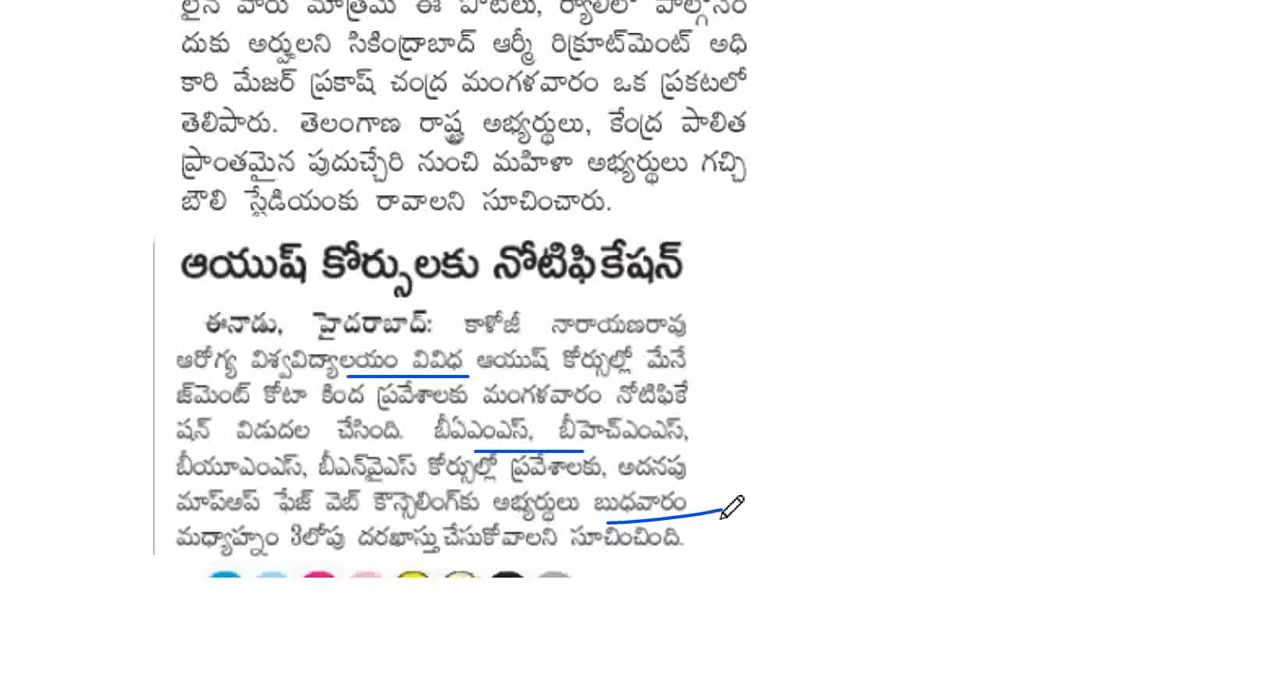 లైన వారు మాత్రమే ఈ పోటీలు, ర్యాలీలో పాల్గొనం
దుకు అర్హులని సికింద్రాబాద్ ఆర్మీ రిక్రూట్‌మెంట్ అధి
కారి మేజర్ ప్రకాష్ చంద్ర మంగళవారం ఒక ప్రకటలో
తెలిపారు. తెలంగాణ రాష్ట్ర అభ్యర్థులు, కేంద్ర పాలిత
ప్రాంతమైన పుదుచ్చేరి నుంచి మహిళా అభ్యర్థులు గచ్చి
బౌలి స్టేడియంకు రావాలని సూచించారు.
ఆయుష్ కోర్సులకు నోటిఫికేషన్
ఈనాడు, హైదరాబాద్: కాళోజీ నారాయణరావు
ఆరోగ్య విశ్వవిద్యాలయం వివిధ ఆయుష్ కోర్సుల్లో మేనే
జ్‌మెంట్ కోటా కింద ప్రవేశాలకు మంగళవారం నోటిఫికే
షన్ విడుదల చేసింది. బీఏఎంఎస్, బీహెచ్ఎంఎస్,
బీయూఎంఎస్, బీఎన్‌వైఎస్ కోర్సుల్లో ప్రవేశాలకు, అదనపు
మాప్అప్ ఫేజ్ వెబ్ కౌన్సెలింగ్‌కు అభ్యర్థులు బుధవారం
మధ్యాహ్నం 3లోపు దరఖాస్తు చేసుకోవాలని సూచించింది.